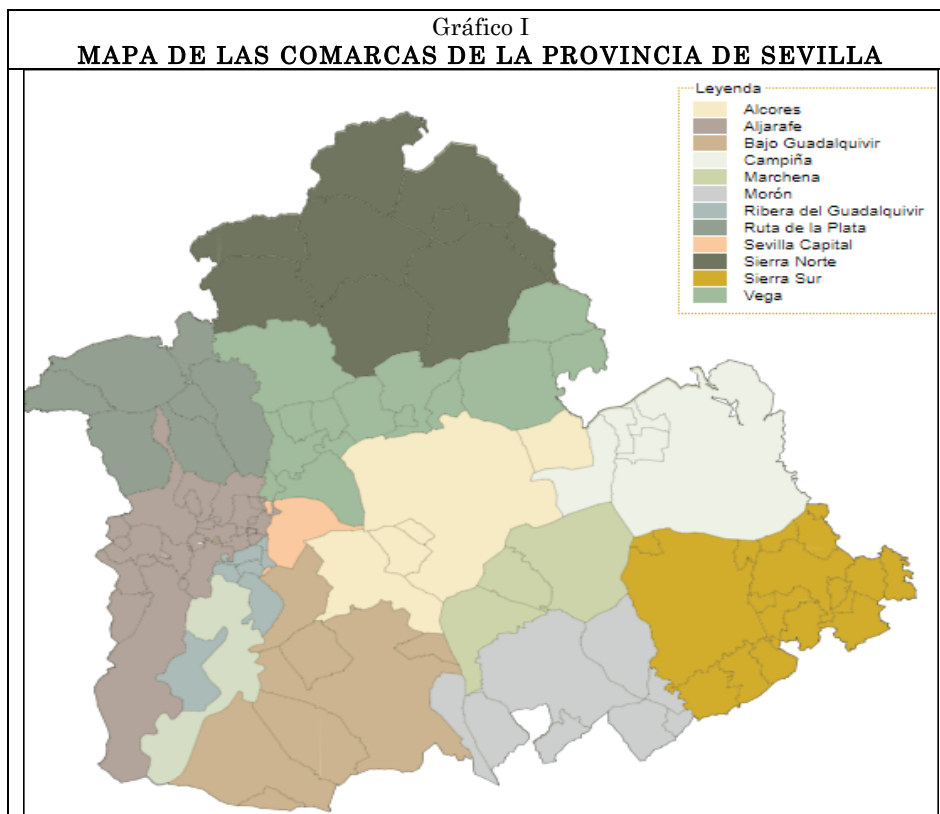 Gráfico I
MAPA DE LAS COMARCAS DE LA PROVINCIA DE SEVILLA
Leyenda
Alcores
Aljarafe
Bajo Guadalquivir
Campiña
Marchena
Morón
Ribera del Guadalquivir
Ruta de la Plata
Sevilla Capital
Sierra Norte
Sierra Sur
Vega